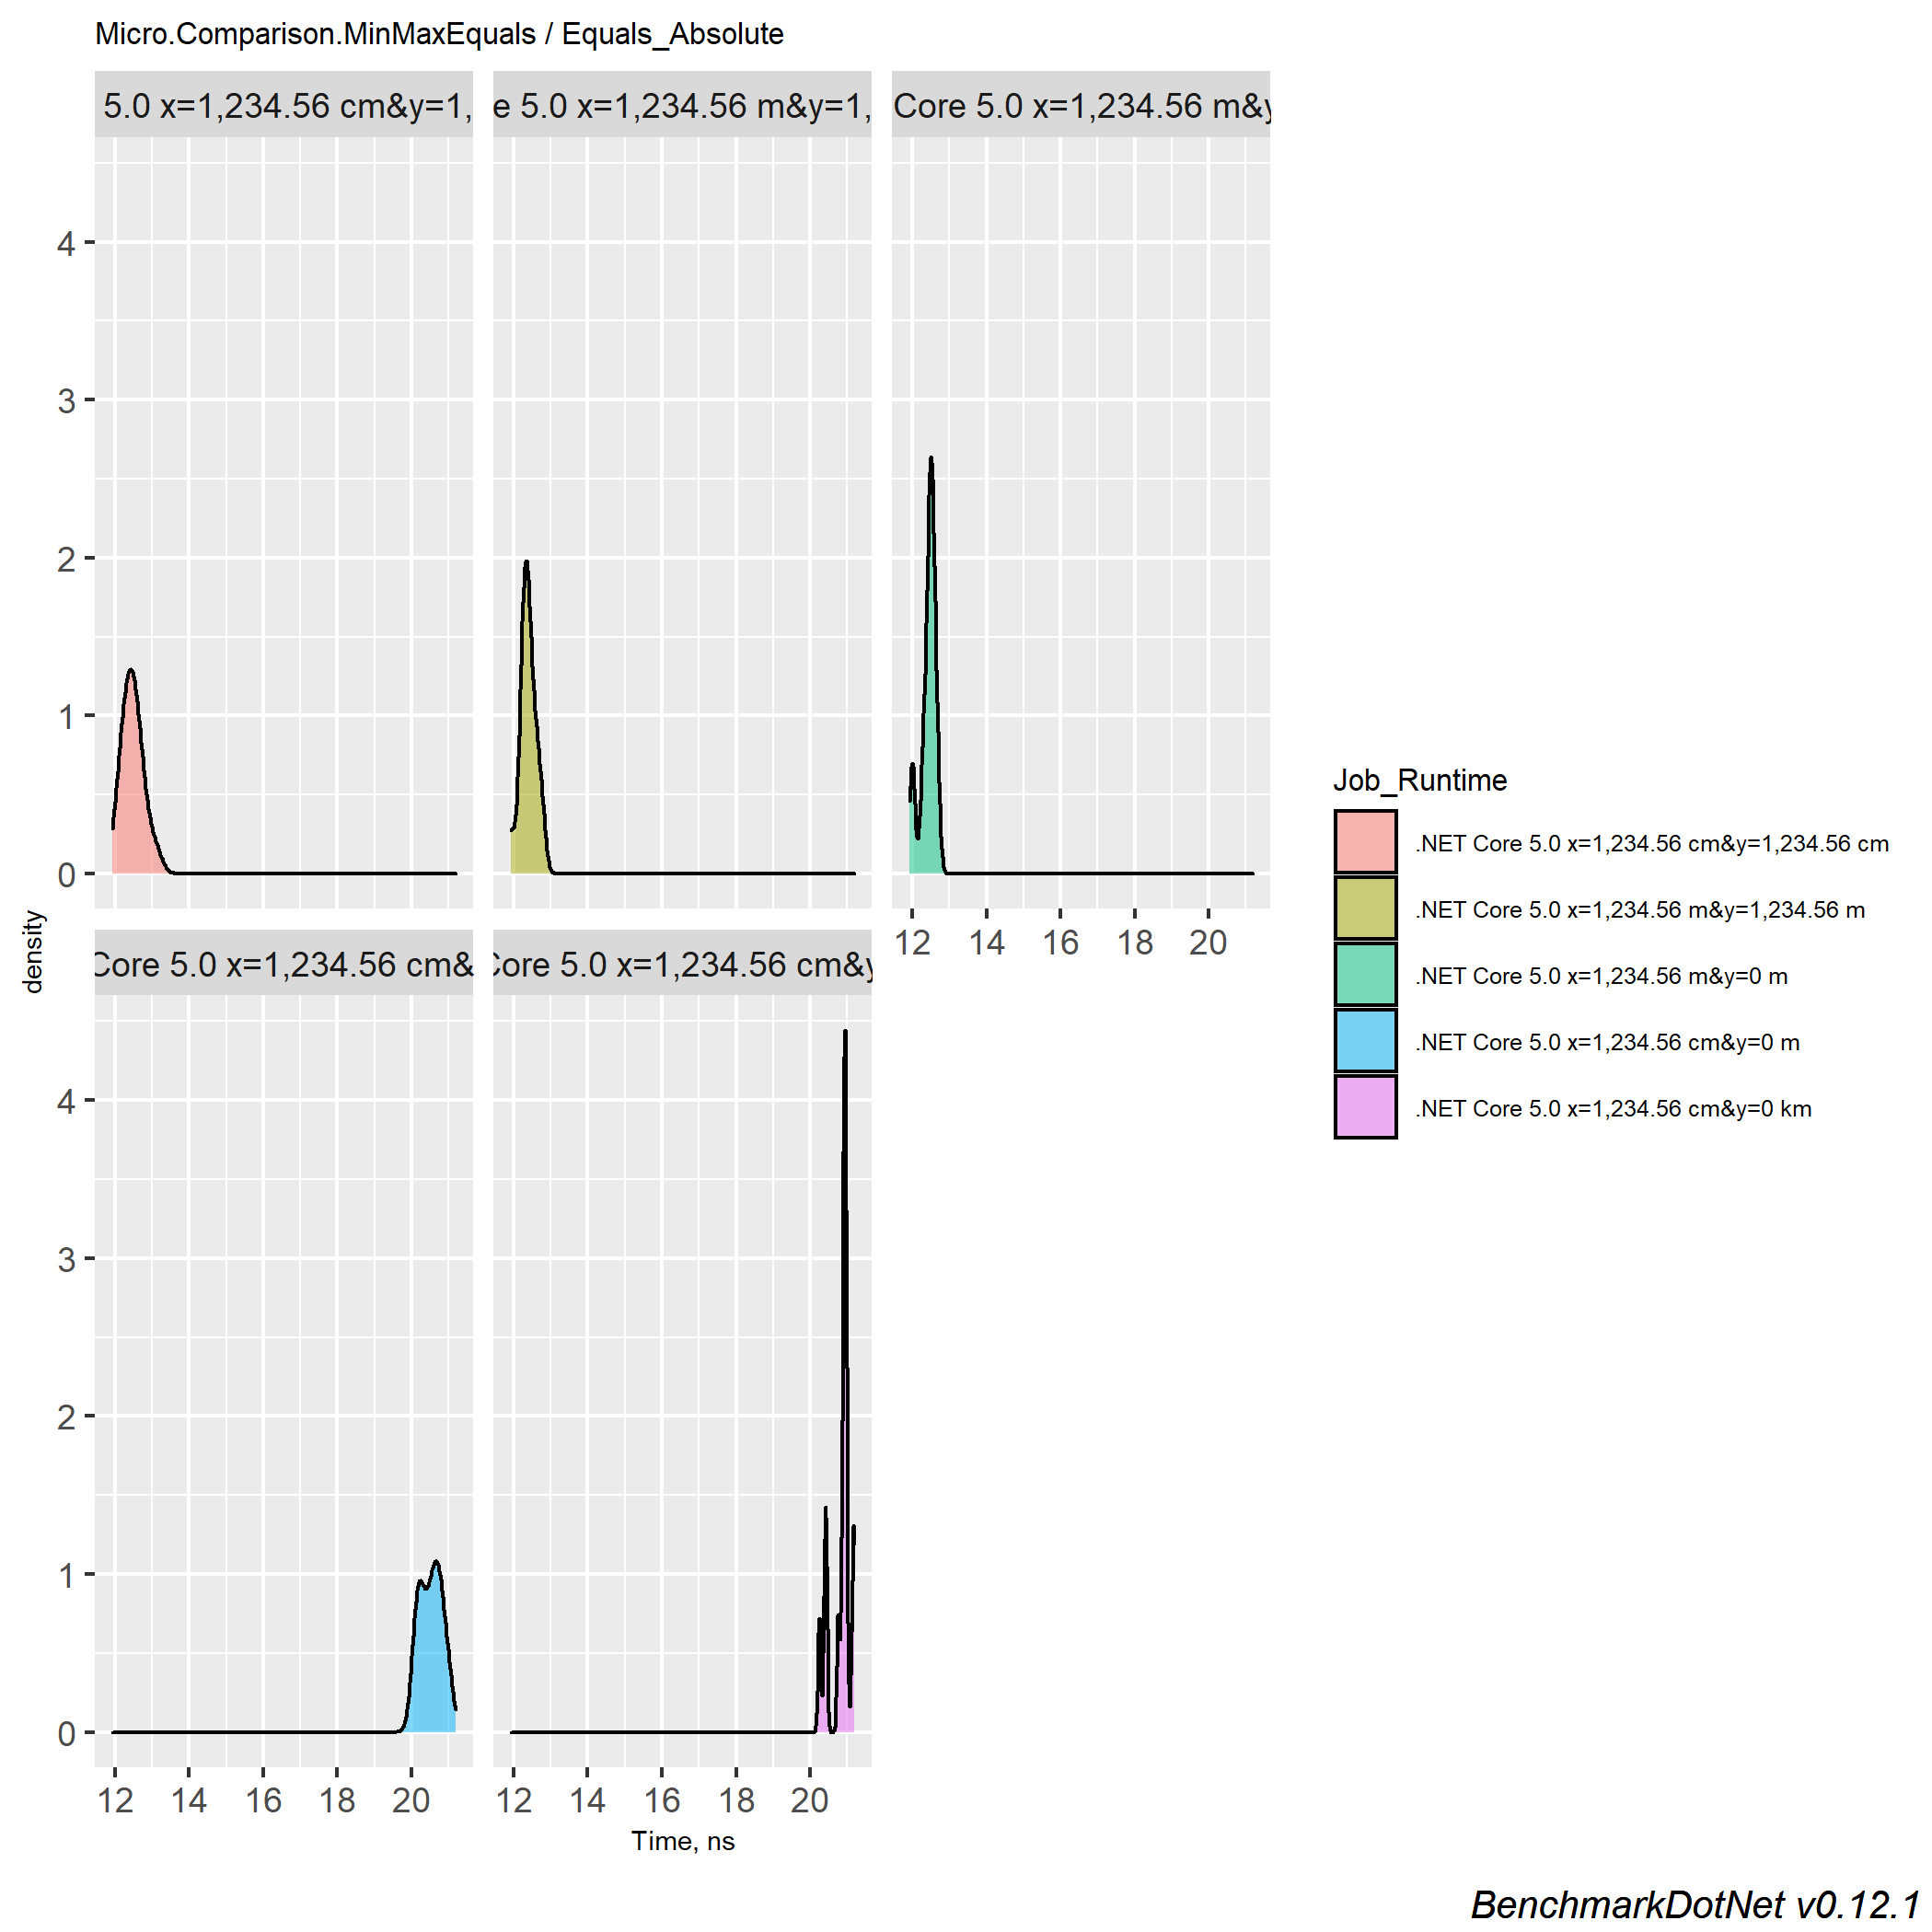 Micro.Comparison.MinMaxEquals / Equals_Absolute
5.0 x=1,234.56 cm&y=1,
e 5.0 x=1,234.56 m&y=1,
Core 5.0 x=1,234.56 m&y
4
3
2
1
0
12 14 16 18 20
Core 5.0 x=1,234.56 cm&
Core 5.0 x=1,234.56 cm&y
4
3
2
1
0
12 14 16 18 20
12 14 16 18 20
density
Time, ns
Job_Runtime
.NET Core 5.0 x=1,234.56 cm&y=1,234.56 cm
.NET Core 5.0 x=1,234.56 m&y=1,234.56 m
.NET Core 5.0 x=1,234.56 m&y=0 m
.NET Core 5.0 x=1,234.56 cm&y=0 m
.NET Core 5.0 x=1,234.56 cm&y=0 km
BenchmarkDotNet v0.12.1